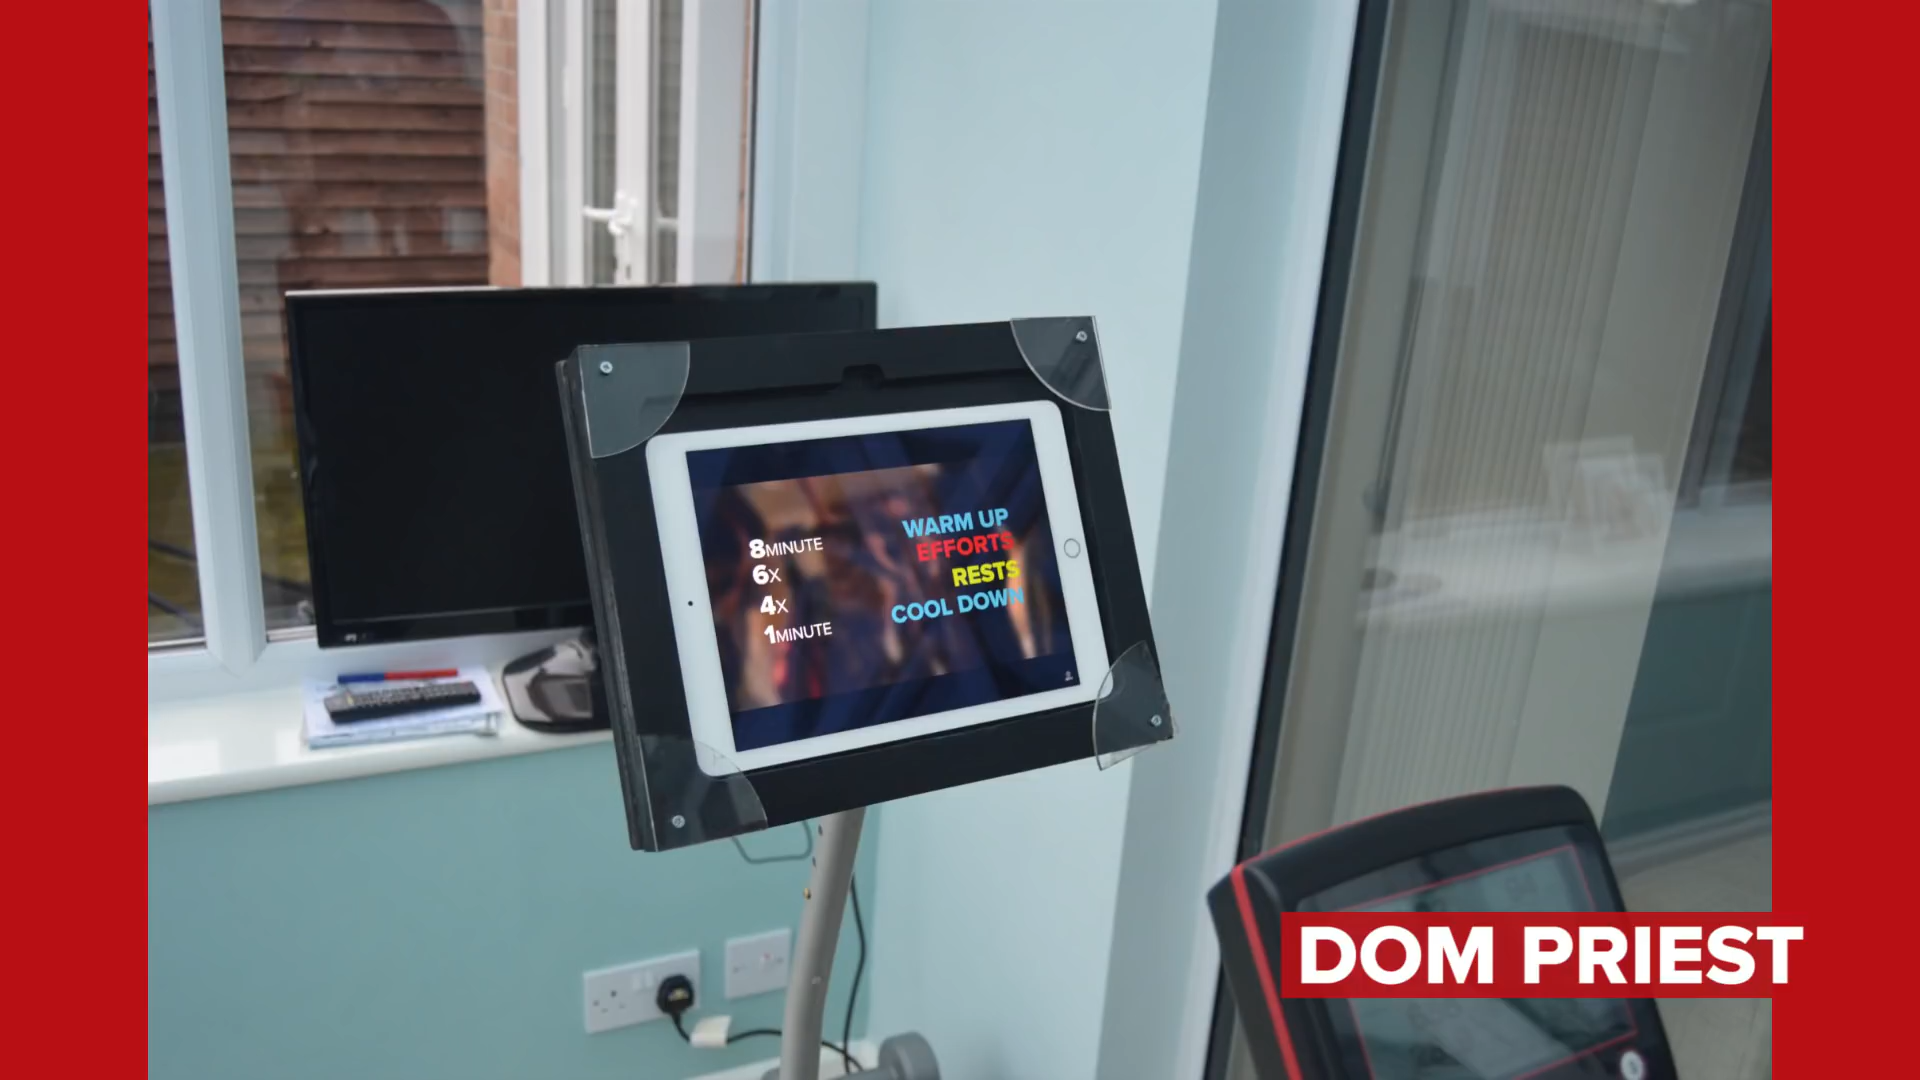 8MINUTE WARM UP
6X EFFORTS
4X RESTS
1MINUTE COOL DOWN
DOM PRIEST